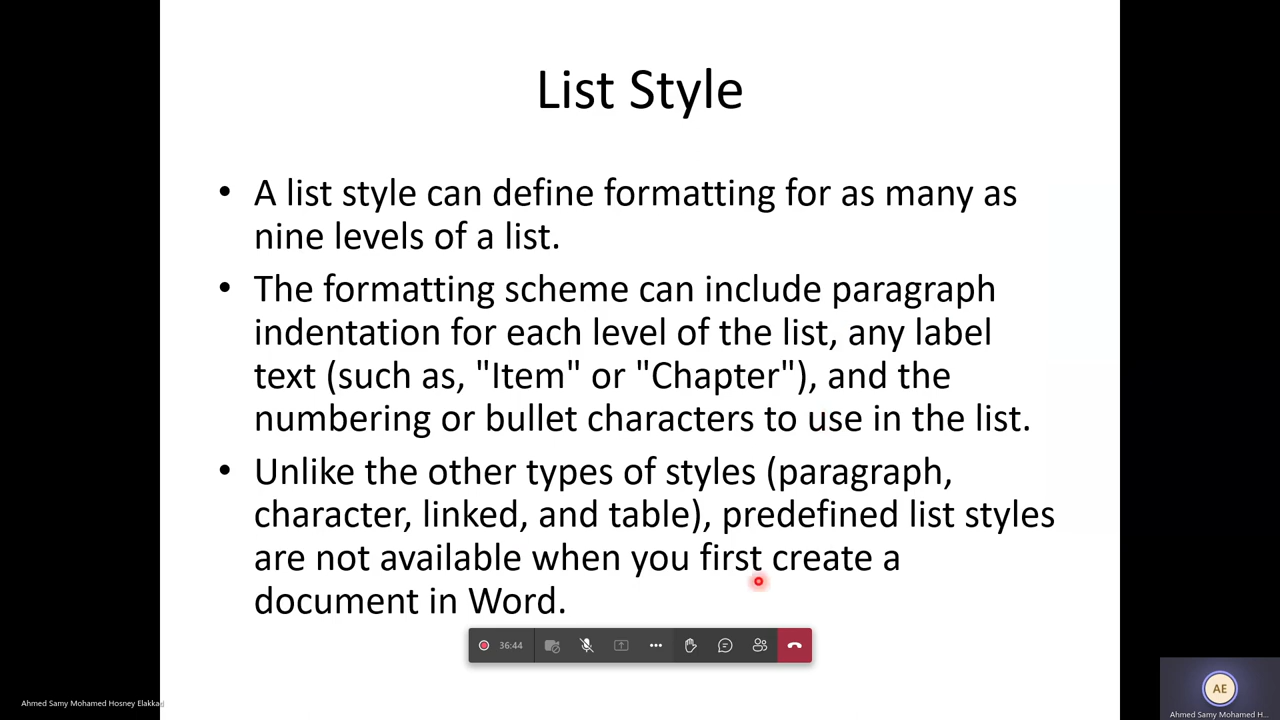 List Style
• A list style can define formatting for as many as
nine levels of a list.
• The formatting scheme can include paragraph
indentation for each level of the list, any label
text (such as, "Item" or "Chapter"), and the
numbering or bullet characters to use in the list.
• Unlike the other types of styles (paragraph,
character, linked, and table), predefined list styles
are not available when you first create a
document in Word.
36:44
AE
Ahmed Samy Mohamed Hosney Elakkad
Ahmed Samy Mohamed H...